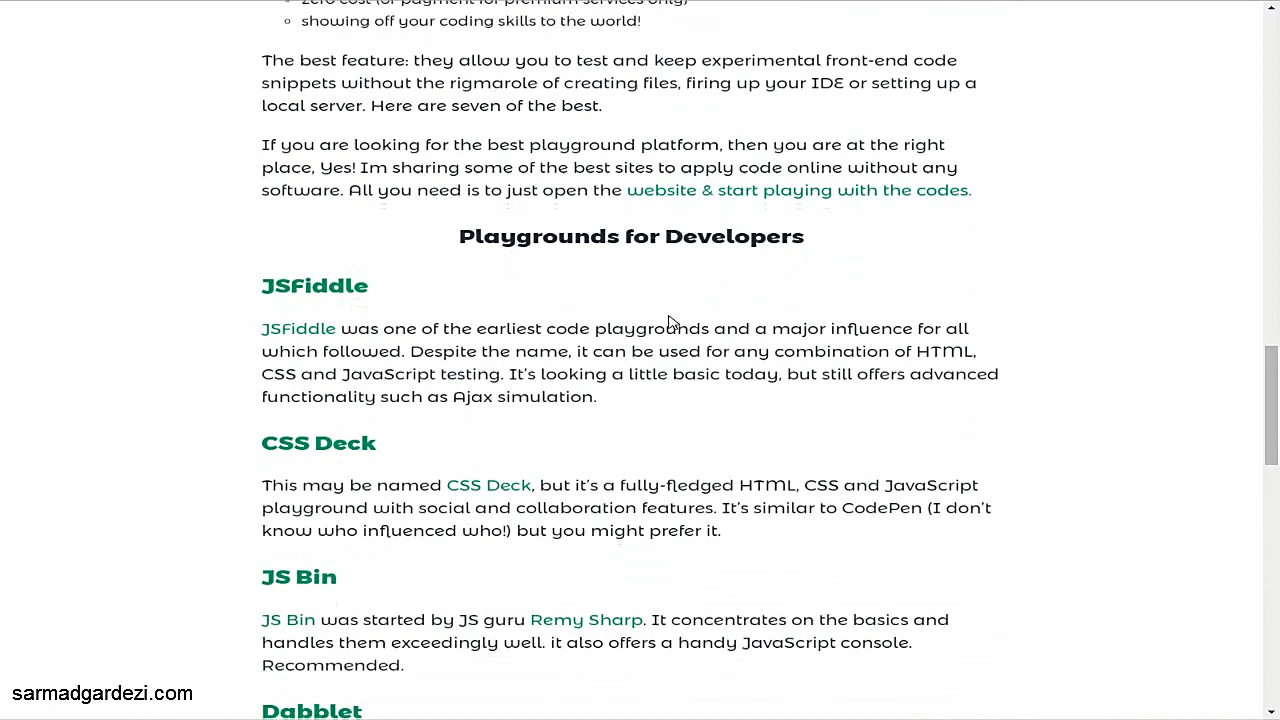 zero cost (or payment for premium services only)
showing off your coding skills to the world!
The best feature: they allow you to test and keep experimental front-end code
snippets without the rigmarole of creating files, firing up your IDE or setting up a
local server. Here are seven of the best.
If you are looking for the best playground platform, then you are at the right
place, Yes! Im sharing some of the best sites to apply code online without any
software. All you need is to just open the website & start playing with the codes.
Playgrounds for Developers
JSFiddle
JSFiddle was one of the earliest code playgrounds and a major influence for all
which followed. Despite the name, it can be used for any combination of HTML,
CSS and JavaScript testing. It’s looking a little basic today, but still offers advanced
functionality such as Ajax simulation.
CSS Deck
This may be named CSS Deck, but it’s a fully-fledged HTML, CSS and JavaScript
playground with social and collaboration features. It’s similar to CodePen (I don’t
know who influenced who!) but you might prefer it.
JS Bin
JS Bin was started by JS guru Remy Sharp. It concentrates on the basics and
handles them exceedingly well. it also offers a handy JavaScript console.
Recommended.
Dabblet
sarmadgardezi.com